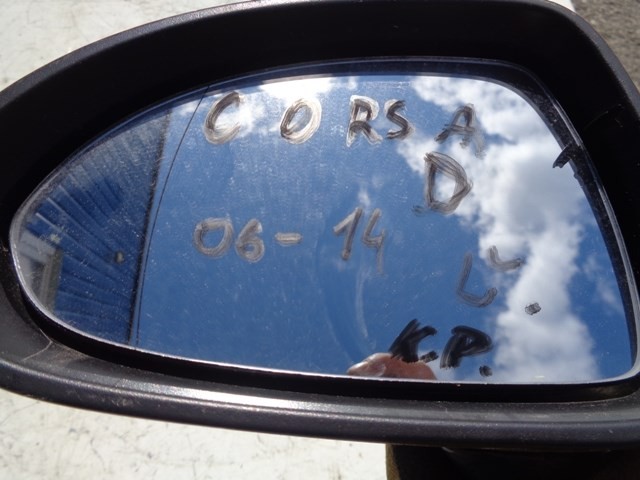 CORSA
D
06-14
Ľ.
K.P.